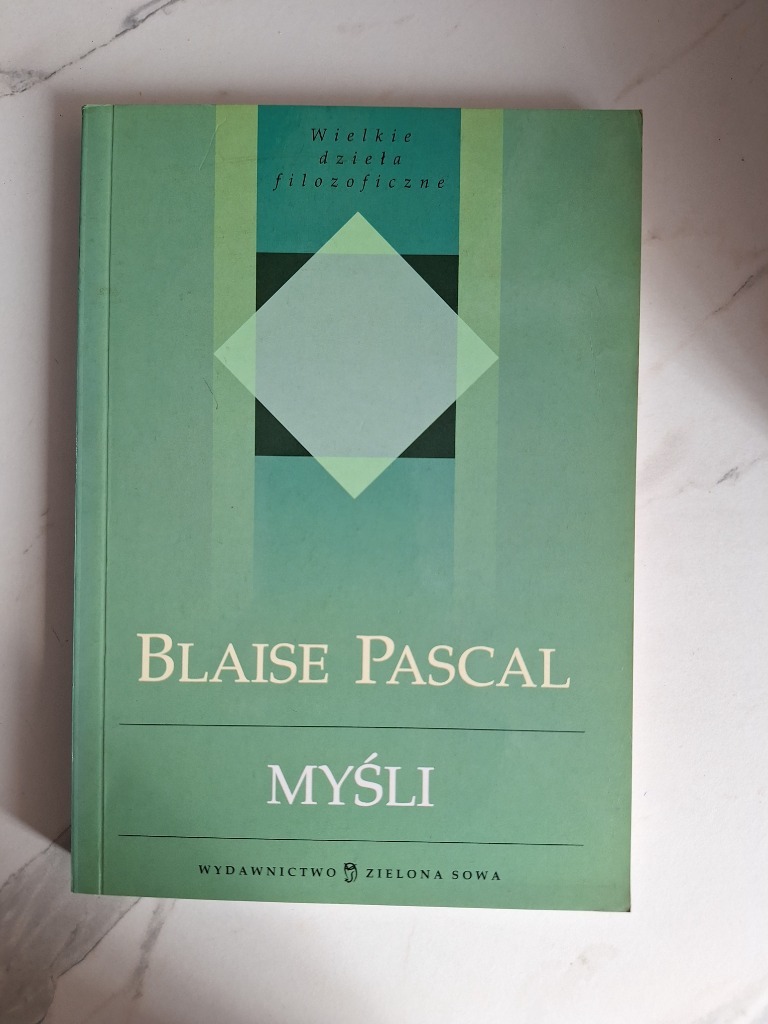 Wielkie
dzieła
filozoficzne
BLAISE PASCAL
MYŚLI
WYDAWNICTWO ZIELONA SOWA